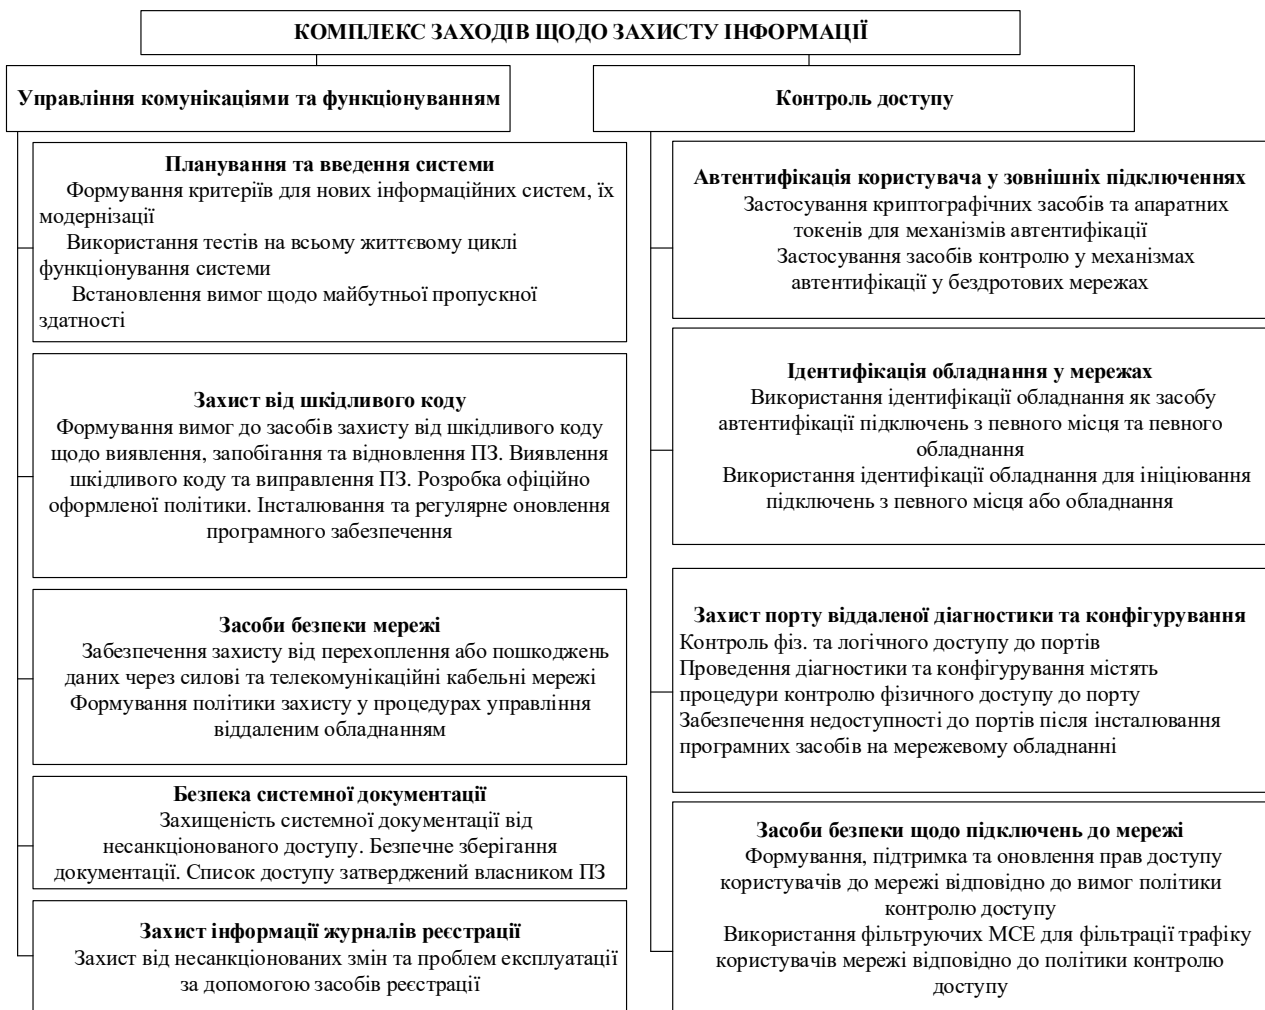 КОМПЛЕКС ЗАХОДІВ ЩОДО ЗАХИСТУ ІНФОРМАЦІЇ
Управління комунікаціями та функціонуванням
Планування та введення системи
Формування критеріїв для нових інформаційних систем, їх
модернізації
Використання тестів на всьому життєвому циклі
функціонування системи
Встановлення вимог щодо майбутньої пропускної
здатності
Захист від шкідливого коду
Формування вимог до засобів захисту від шкідливого коду
щодо виявлення, запобігання та відновлення ПЗ. Виявлення
шкідливого коду та виправлення ПЗ. Розробка офіційно
оформленої політики. Інсталювання та регулярне оновлення
програмного забезпечення
Засоби безпеки мережі
Забезпечення захисту від перехоплення або пошкоджень
даних через силові та телекомунікаційні кабельні мережі
Формування політики захисту у процедурах управління
віддаленим обладнанням
Безпека системної документації
Захищеність системної документації від
несанкціонованого доступу. Безпечне зберігання
документації. Список доступу затверджений власником ПЗ
Захист інформації журналів реєстрації
Захист від несанкціонованих змін та проблем експлуатації
за допомогою засобів реєстрації
Контроль доступу
Автентифікація користувача у зовнішніх підключеннях
Застосування криптографічних засобів та апаратних
токенів для механізмів автентифікації
Застосування засобів контролю у механізмах
автентифікації у бездротових мережах
Ідентифікація обладнання у мережах
Використання ідентифікації обладнання як засобу
автентифікації підключень з певного місця та певного
обладнання
Використання ідентифікації обладнання для ініціювання
підключень з певного місця або обладнання
Захист порту віддаленої діагностики та конфігурування
Контроль фіз. та логічного доступу до портів
Проведення діагностики та конфігурування містять
процедури контролю фізичного доступу до порту
Забезпечення недоступності до портів після інсталювання
програмних засобів на мережевому обладнанні
Засоби безпеки щодо підключень до мережі
Формування, підтримка та оновлення прав доступу
користувачів до мережі відповідно до вимог політики
контролю доступу
Використання фільтруючих МСЕ для фільтрації трафіку
користувачів мережі відповідно до політики контролю
доступу